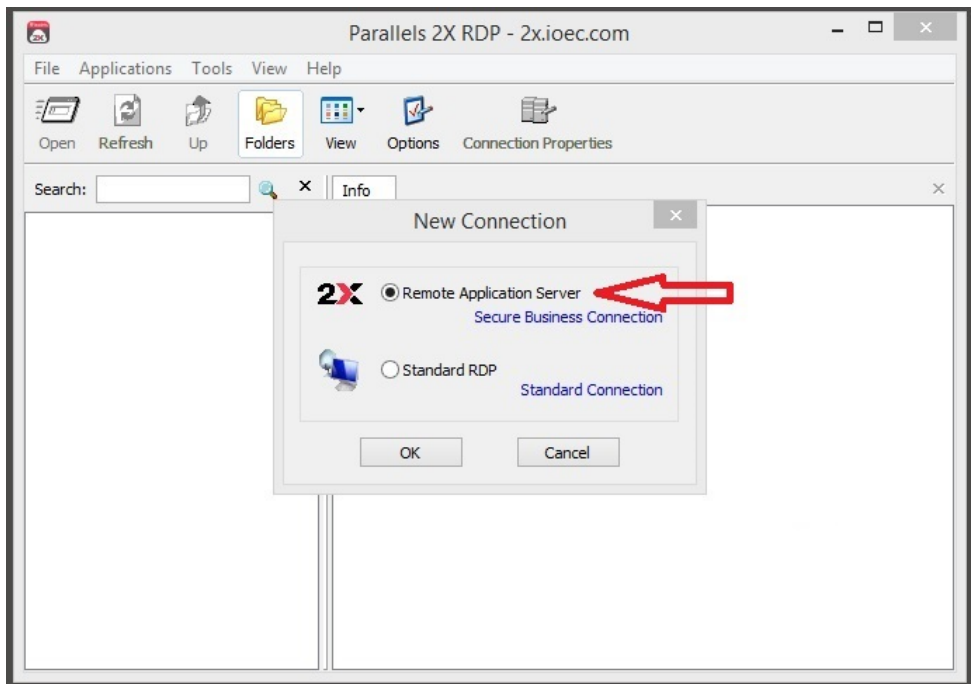 Parallels 2X RDP - 2x.ioec.com
File Applications Tools View Help
Open Refresh Up Folders View Options Connection Properties
Search: Info
New Connection
2X Remote Application Server
Secure Business Connection
Standard RDP
Standard Connection
OK Cancel